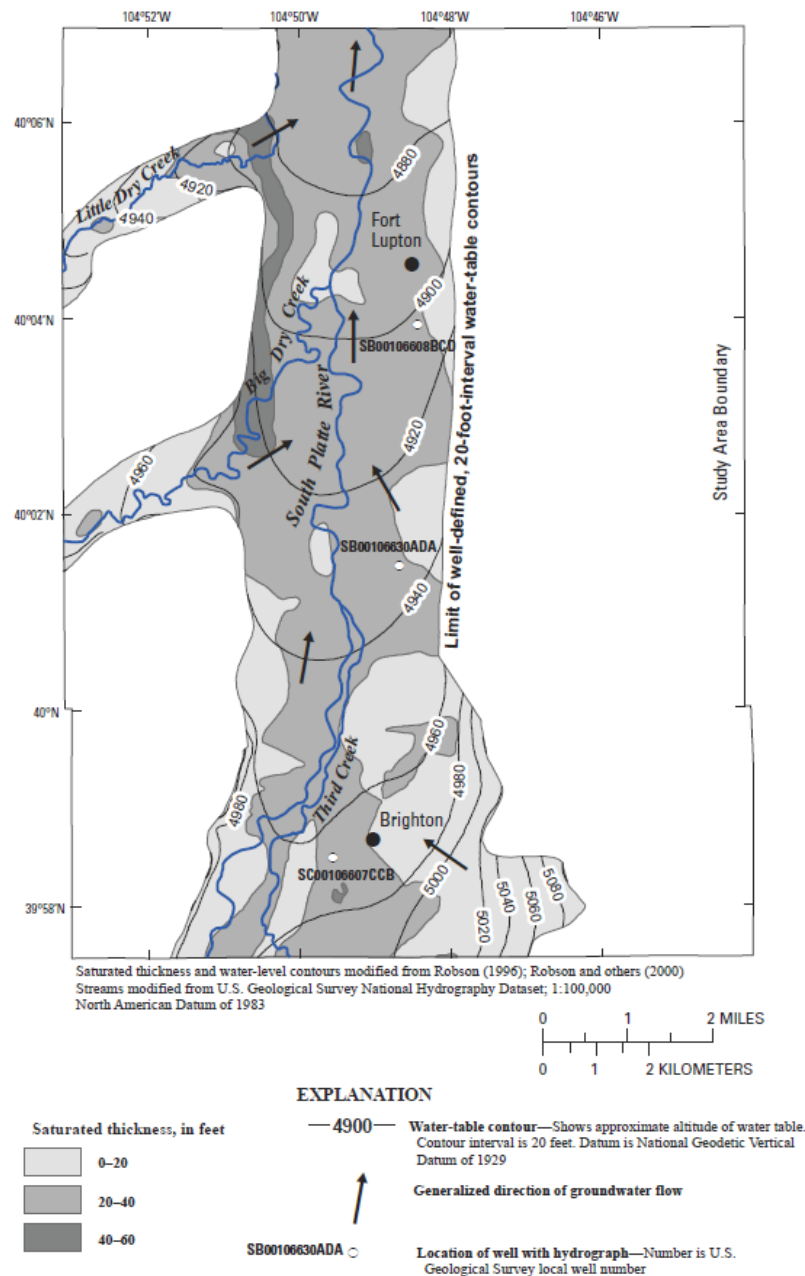 104°52'W 104°50'W 104°48'W 104°46'W
40°06'N
Little Dry Creek
4920
4940
4880
Fort
Lupton
4900
40°04'N
SB00106608BCD
Big Dry Creek
South Platte River
4920
4960
40°02'N
SB00106630ADA
4940
Limit of well-defined, 20-foot-interval water-table contours
Study Area Boundary
40°N
Third Creek
4960
4980
4980
Brighton
SC00106607CCB
5000
5020
5040
5060
5080
39°58'N
Saturated thickness and water-level contours modified from Robson (1996); Robson and others (2000)
Streams modified from U.S. Geological Survey National Hydrography Dataset; 1:100,000
North American Datum of 1983
0 1 2 MILES
0 1 2 KILOMETERS
EXPLANATION
Saturated thickness, in feet
0–20
20–40
40–60
4900
Water-table contour—Shows approximate altitude of water table.
Contour interval is 20 feet. Datum is National Geodetic Vertical
Datum of 1929
Generalized direction of groundwater flow
SB00106630ADA
Location of well with hydrograph—Number is U.S.
Geological Survey local well number